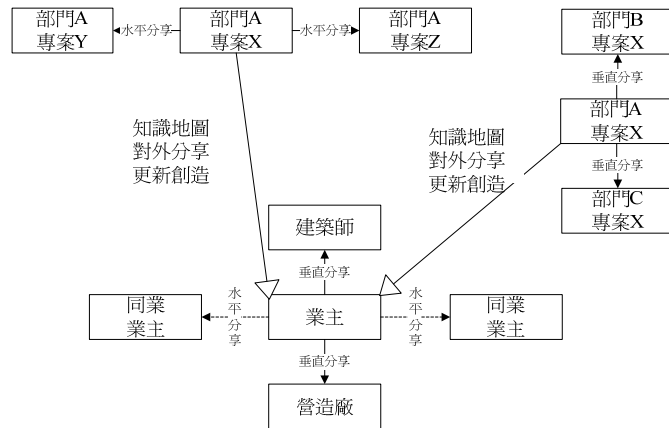 部門A
專案Y
水平分享
部門A
專案X
水平分享
部門A
專案Z
部門B
專案X
垂直分享
部門A
專案X
垂直分享
部門C
專案X
知識地圖
對外分享
更新創造
知識地圖
對外分享
更新創造
建築師
垂直分享
同業
業主
水平分享
業主
水平分享
同業
業主
垂直分享
營造廠